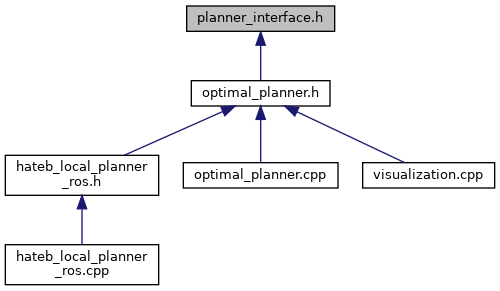 planner_interface.h
optimal_planner.h
hateb_local_planner
_ros.h
optimal_planner.cpp
visualization.cpp
hateb_local_planner
_ros.cpp